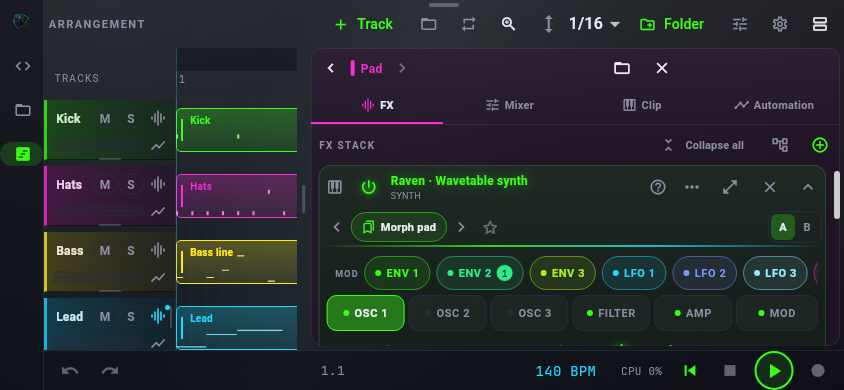 ARRANGEMENT
+ Track
1/16
Folder
TRACKS
1
Pad
FX
Mixer
Clip
Automation
FX STACK
Collapse all
Kick
M
S
Kick
Hats
M
S
Hats
Bass
M
S
Bass line
Lead
M
S
Lead
Raven · Wavetable synth
SYNTH
Morph pad
A
B
MOD
ENV 1
ENV 2
1
ENV 3
LFO 1
LFO 2
LFO 3
OSC 1
OSC 2
OSC 3
FILTER
AMP
MOD
1.1
140 BPM
CPU 0%